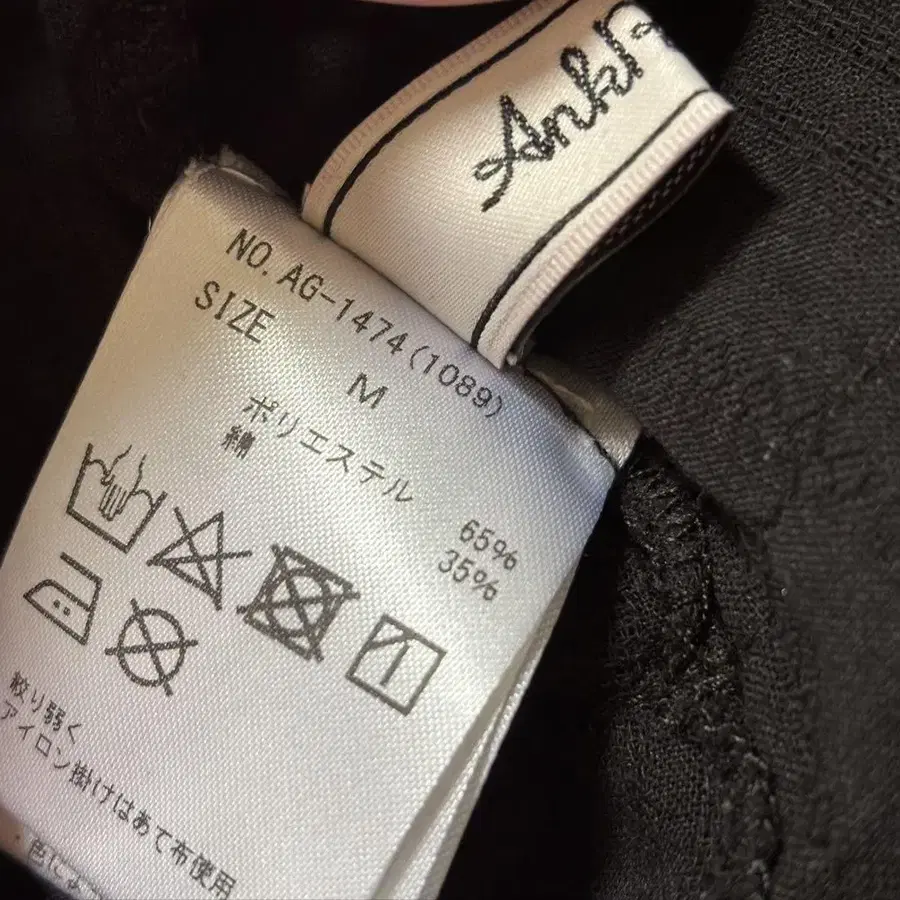 NO. AG-1474(1089)
SIZE
M
ポリエステル 65%
綿 35%
絞り弱く
アイロン掛けはあて布使用